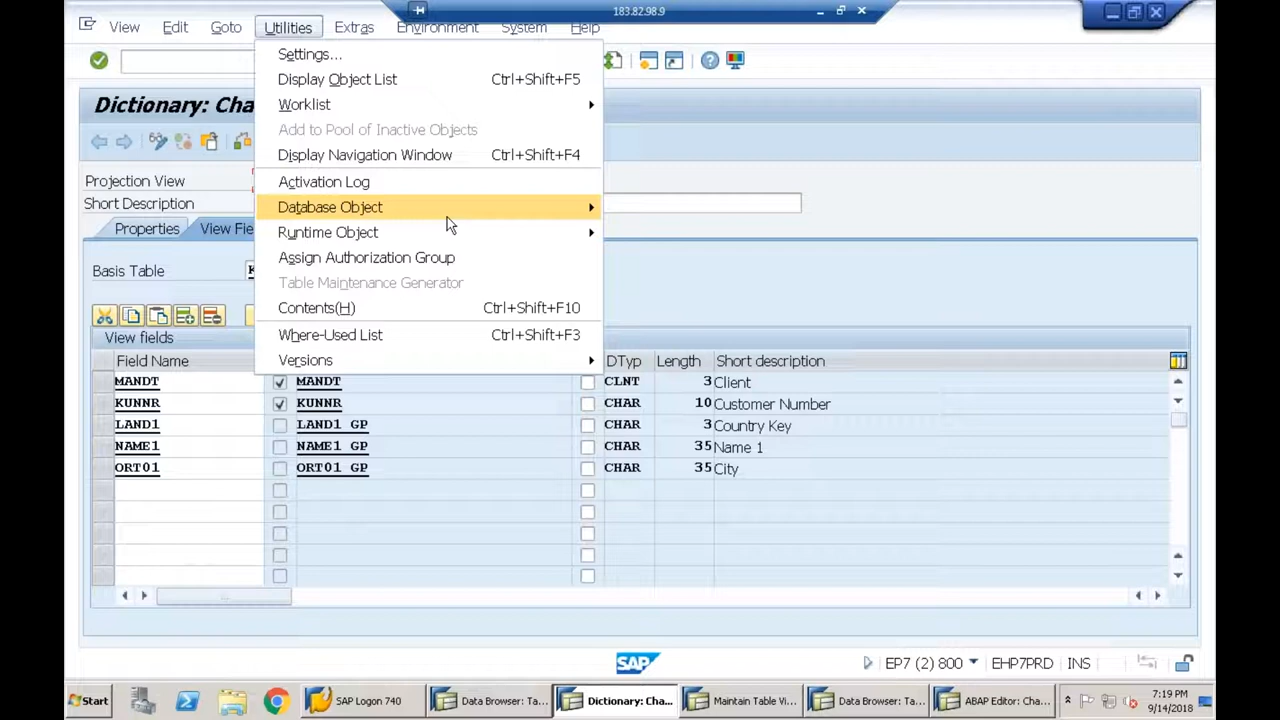 183.82.98.9
View Edit Goto Utilities Extras Environment System Help
Settings...
Display Object List Ctrl+Shift+F5
Worklist
Dictionary: Cha
Add to Pool of Inactive Objects
Display Navigation Window Ctrl+Shift+F4
Projection View
Activation Log
Short Description
Database Object
Properties View Fie
Runtime Object
Assign Authorization Group
Basis Table K
Table Maintenance Generator
Contents(H) Ctrl+Shift+F10
View fields
Where-Used List Ctrl+Shift+F3
Versions
Field Name DTyp Length Short description
MANDT MANDT CLNT 3 Client
KUNNR KUNNR CHAR 10 Customer Number
LAND1 LAND1 GP CHAR 3 Country Key
NAME1 NAME1 GP CHAR 35 Name 1
ORT01 ORT01 GP CHAR 35 City
SAP EP7 (2) 800 EHP7PRD INS
Start SAP Logon 740 Data Browser: Ta... Dictionary: Cha... Maintain Table Vi... Data Browser: Ta... ABAP Editor: Cha... 7:19 PM
9/14/2018